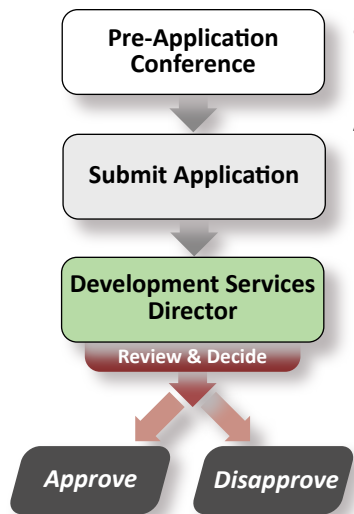 Pre-Application
Conference
Submit Application
Development Services
Director
Review & Decide
Approve
Disapprove